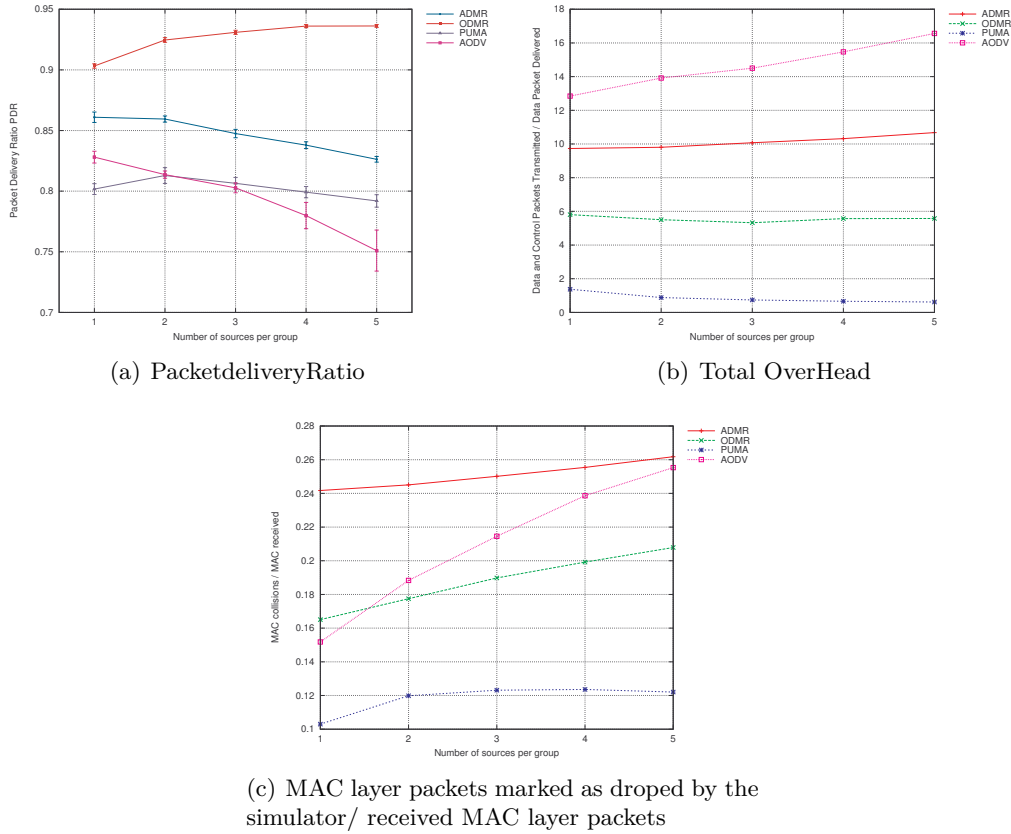 0.95
0.9
0.85
0.8
0.75
0.7
1 2 3 4 5
Packet Delivery Ratio PDR
Number of sources per group
ADMR
ODMR
PUMA
AODV
(a) PacketdeliveryRatio
18
16
14
12
10
8
6
4
2
0
1 2 3 4 5
Data and Control Packets Transmitted / Data Packet Delivered
Number of sources per group
ADMR
ODMR
PUMA
AODV
(b) Total OverHead
0.28
0.26
0.24
0.22
0.2
0.18
0.16
0.14
0.12
0.1
1 2 3 4 5
MAC collisions / MAC received
Number of sources per group
ADMR
ODMR
PUMA
AODV
(c) MAC layer packets marked as droped by the
simulator/ received MAC layer packets